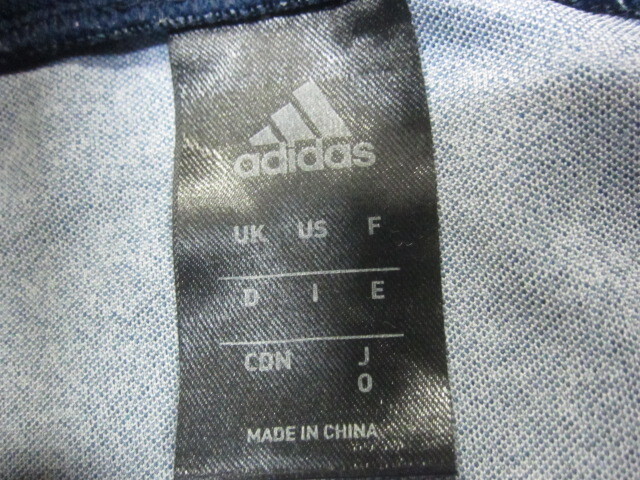 adidas
UK US F
D I E
CDN J
O
MADE IN CHINA